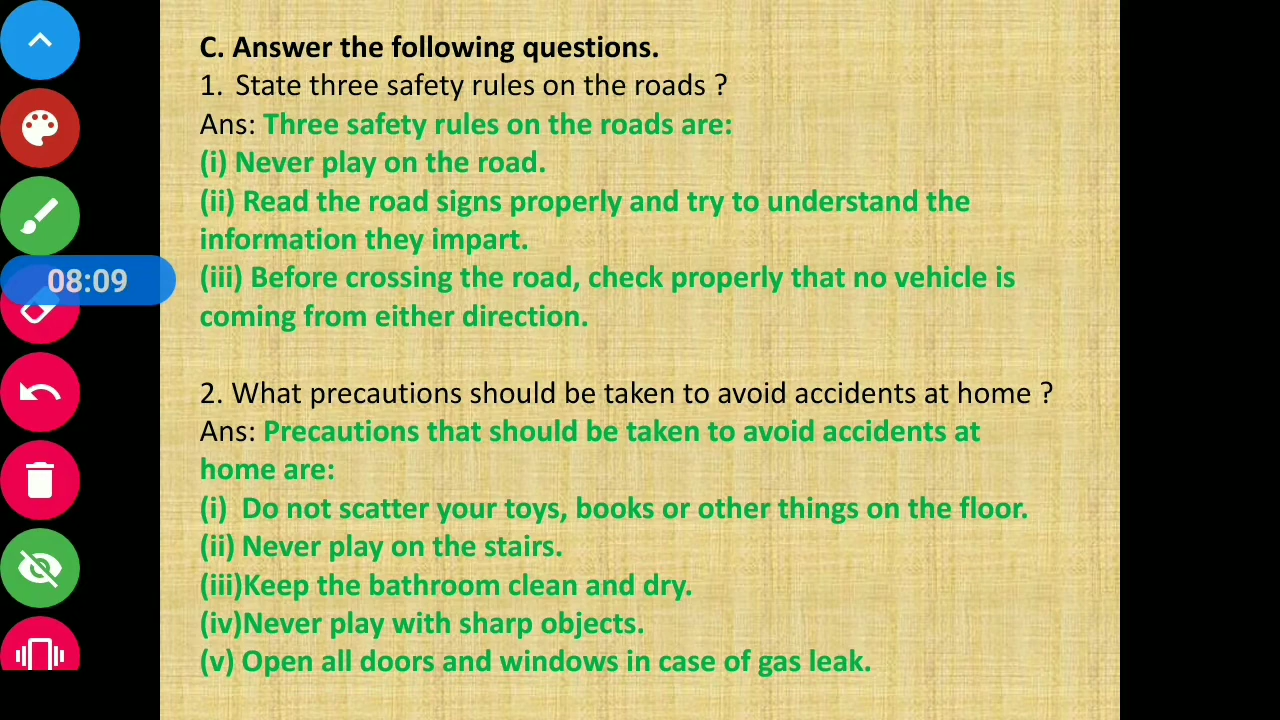 C. Answer the following questions.
1. State three safety rules on the roads ?
Ans: Three safety rules on the roads are:
(i) Never play on the road.
(ii) Read the road signs properly and try to understand the
information they impart.
08:09
(iii) Before crossing the road, check properly that no vehicle is
coming from either direction.
2. What precautions should be taken to avoid accidents at home ?
Ans: Precautions that should be taken to avoid accidents at
home are:
(i) Do not scatter your toys, books or other things on the floor.
(ii) Never play on the stairs.
(iii)Keep the bathroom clean and dry.
(iv)Never play with sharp objects.
(v) Open all doors and windows in case of gas leak.